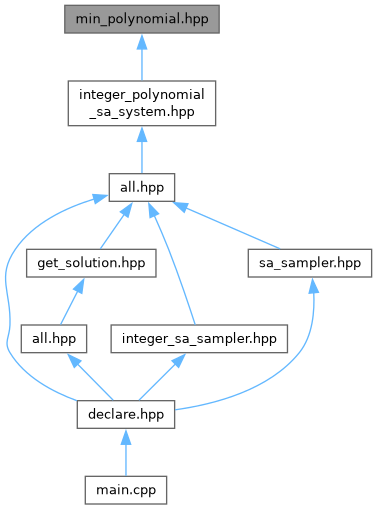 min_polynomial.hpp
integer_polynomial
_sa_system.hpp
all.hpp
get_solution.hpp
sa_sampler.hpp
all.hpp
integer_sa_sampler.hpp
declare.hpp
main.cpp